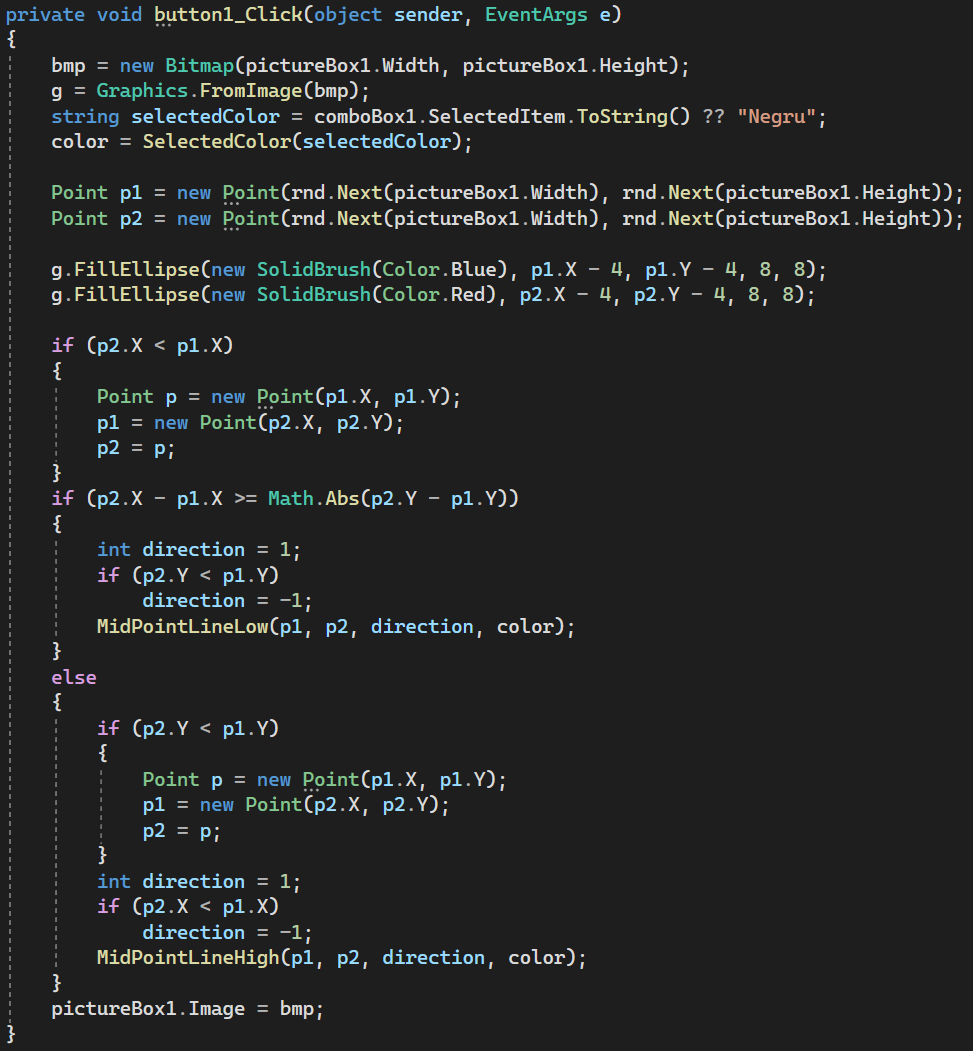 private void button1_Click(object sender, EventArgs e)
{
    bmp = new Bitmap(pictureBox1.Width, pictureBox1.Height);
    g = Graphics.FromImage(bmp);
    string selectedColor = comboBox1.SelectedItem.ToString() ?? "Negru";
    color = SelectedColor(selectedColor);

    Point p1 = new Point(rnd.Next(pictureBox1.Width), rnd.Next(pictureBox1.Height));
    Point p2 = new Point(rnd.Next(pictureBox1.Width), rnd.Next(pictureBox1.Height));

    g.FillEllipse(new SolidBrush(Color.Blue), p1.X - 4, p1.Y - 4, 8, 8);
    g.FillEllipse(new SolidBrush(Color.Red), p2.X - 4, p2.Y - 4, 8, 8);

    if (p2.X < p1.X)
    {
        Point p = new Point(p1.X, p1.Y);
        p1 = new Point(p2.X, p2.Y);
        p2 = p;
    }
    if (p2.X - p1.X >= Math.Abs(p2.Y - p1.Y))
    {
        int direction = 1;
        if (p2.Y < p1.Y)
            direction = -1;
        MidPointLineLow(p1, p2, direction, color);
    }
    else
    {
        if (p2.Y < p1.Y)
        {
            Point p = new Point(p1.X, p1.Y);
            p1 = new Point(p2.X, p2.Y);
            p2 = p;
        }
        int direction = 1;
        if (p2.X < p1.X)
            direction = -1;
        MidPointLineHigh(p1, p2, direction, color);
    }
    pictureBox1.Image = bmp;
}